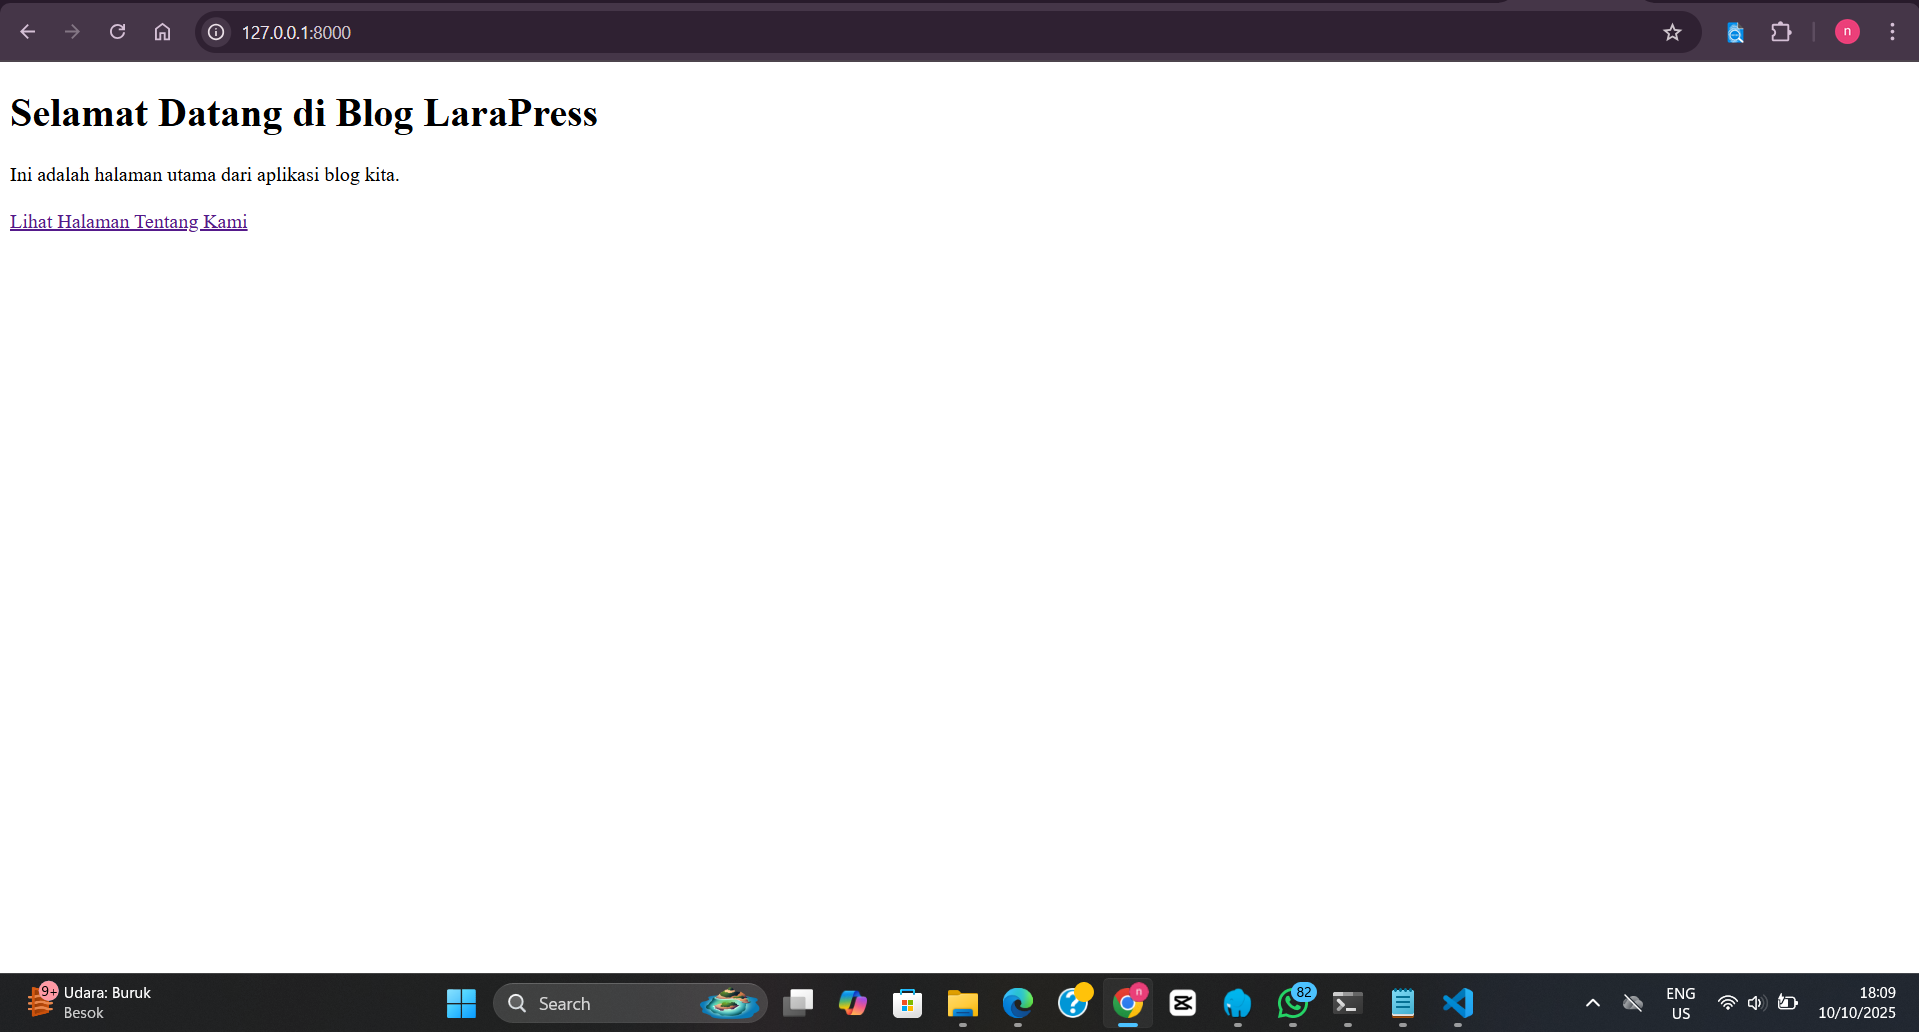 127.0.0.1:8000
n
Selamat Datang di Blog LaraPress
Ini adalah halaman utama dari aplikasi blog kita.
Lihat Halaman Tentang Kami
9+
Udara: Buruk
Besok
Search
n
82
ENG
US
18:09
10/10/2025